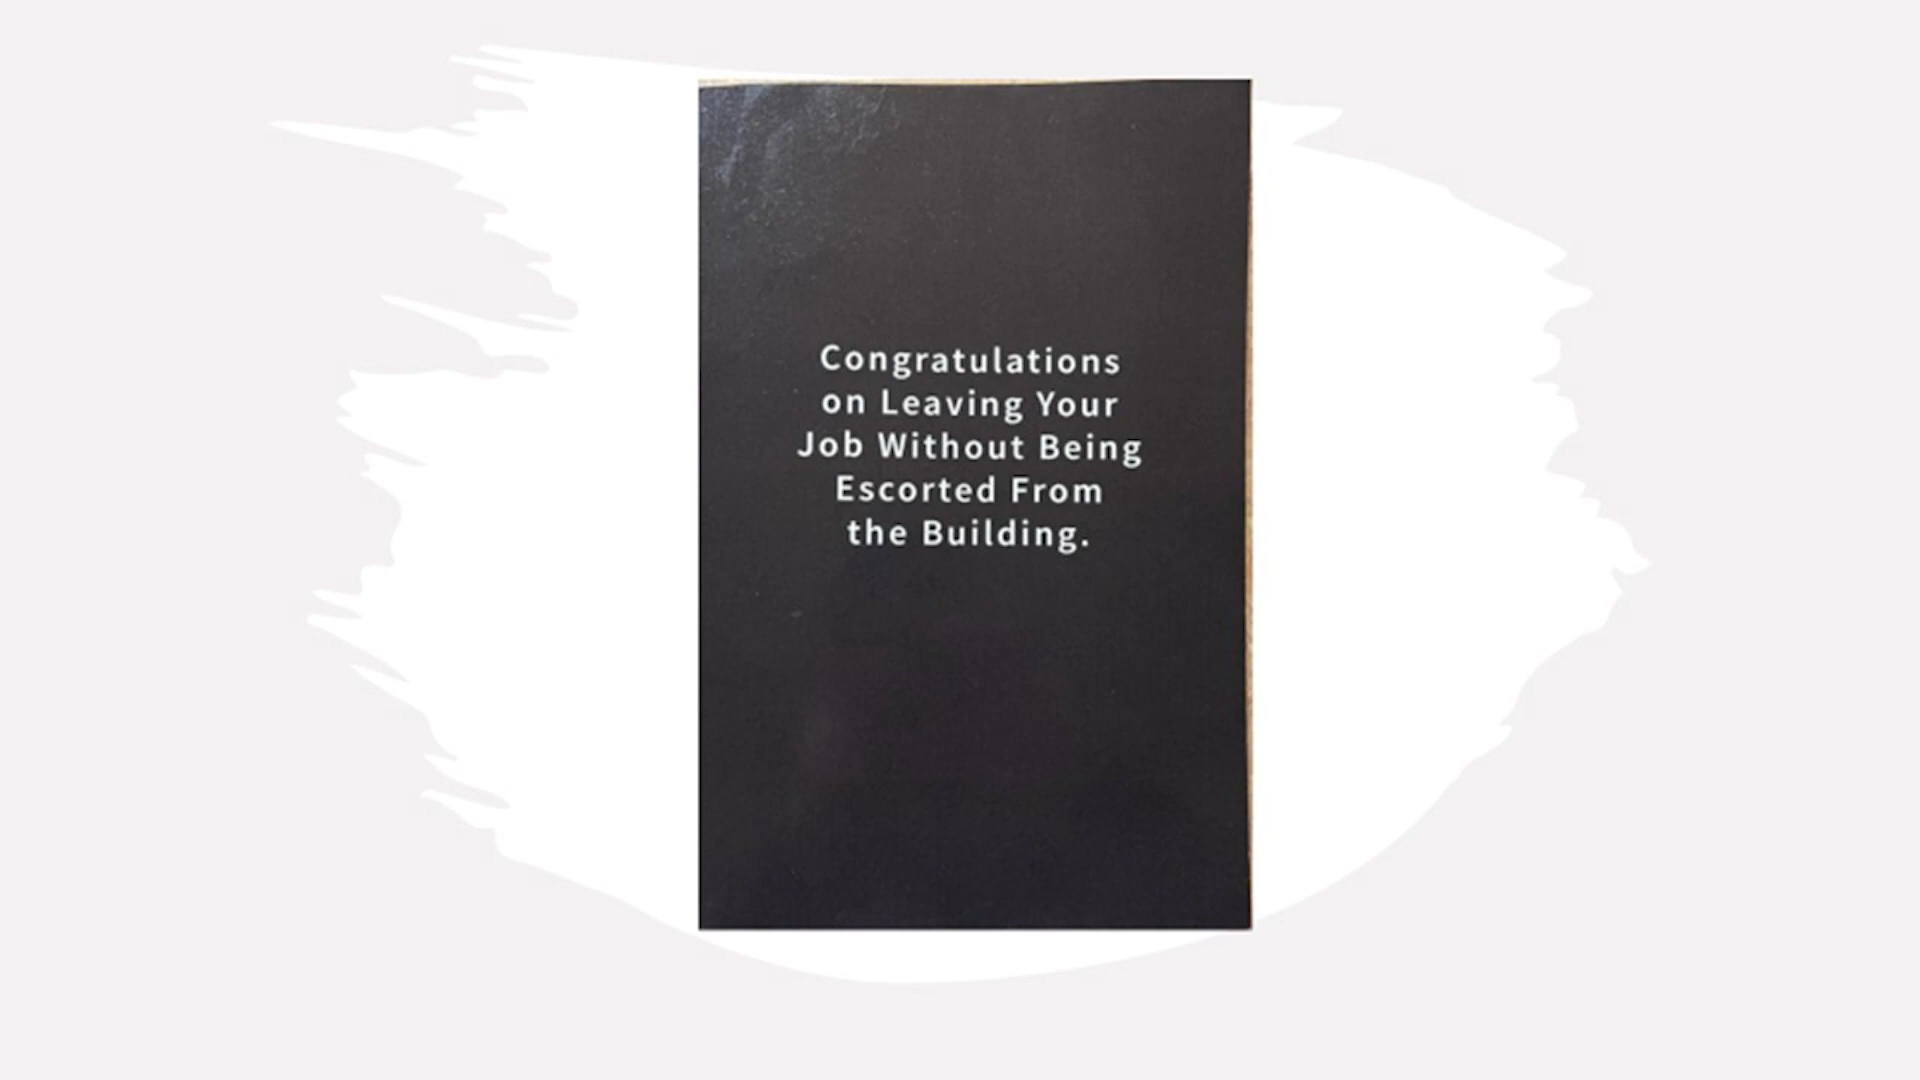 Congratulations
on Leaving Your
Job Without Being
Escorted From
the Building.